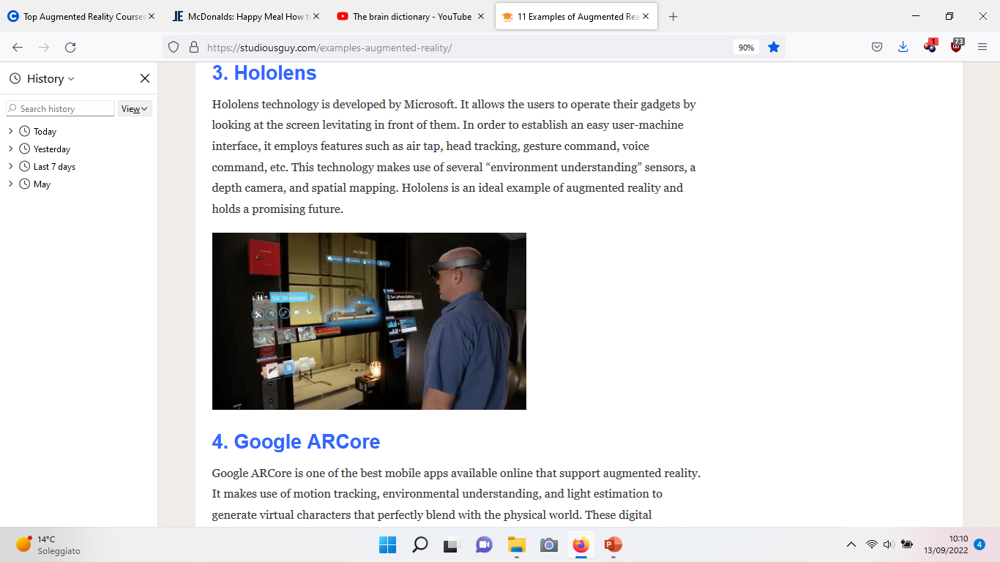 Top Augmented Reality Courses
McDonalds: Happy Meal How t
The brain dictionary - YouTube
11 Examples of Augmented Rea
https://studiousguy.com/examples-augmented-reality/
90%
1
73
History
Search history
View
Today
Yesterday
Last 7 days
May
3. Hololens
Hololens technology is developed by Microsoft. It allows the users to operate their gadgets by
looking at the screen levitating in front of them. In order to establish an easy user-machine
interface, it employs features such as air tap, head tracking, gesture command, voice
command, etc. This technology makes use of several “environment understanding” sensors, a
depth camera, and spatial mapping. Hololens is an ideal example of augmented reality and
holds a promising future.
Video Tutorial
San LaMonte Building
4. Google ARCore
Google ARCore is one of the best mobile apps available online that support augmented reality.
It makes use of motion tracking, environmental understanding, and light estimation to
generate virtual characters that perfectly blend with the physical world. These digital
14°C
Soleggiato
10:10
13/09/2022
4